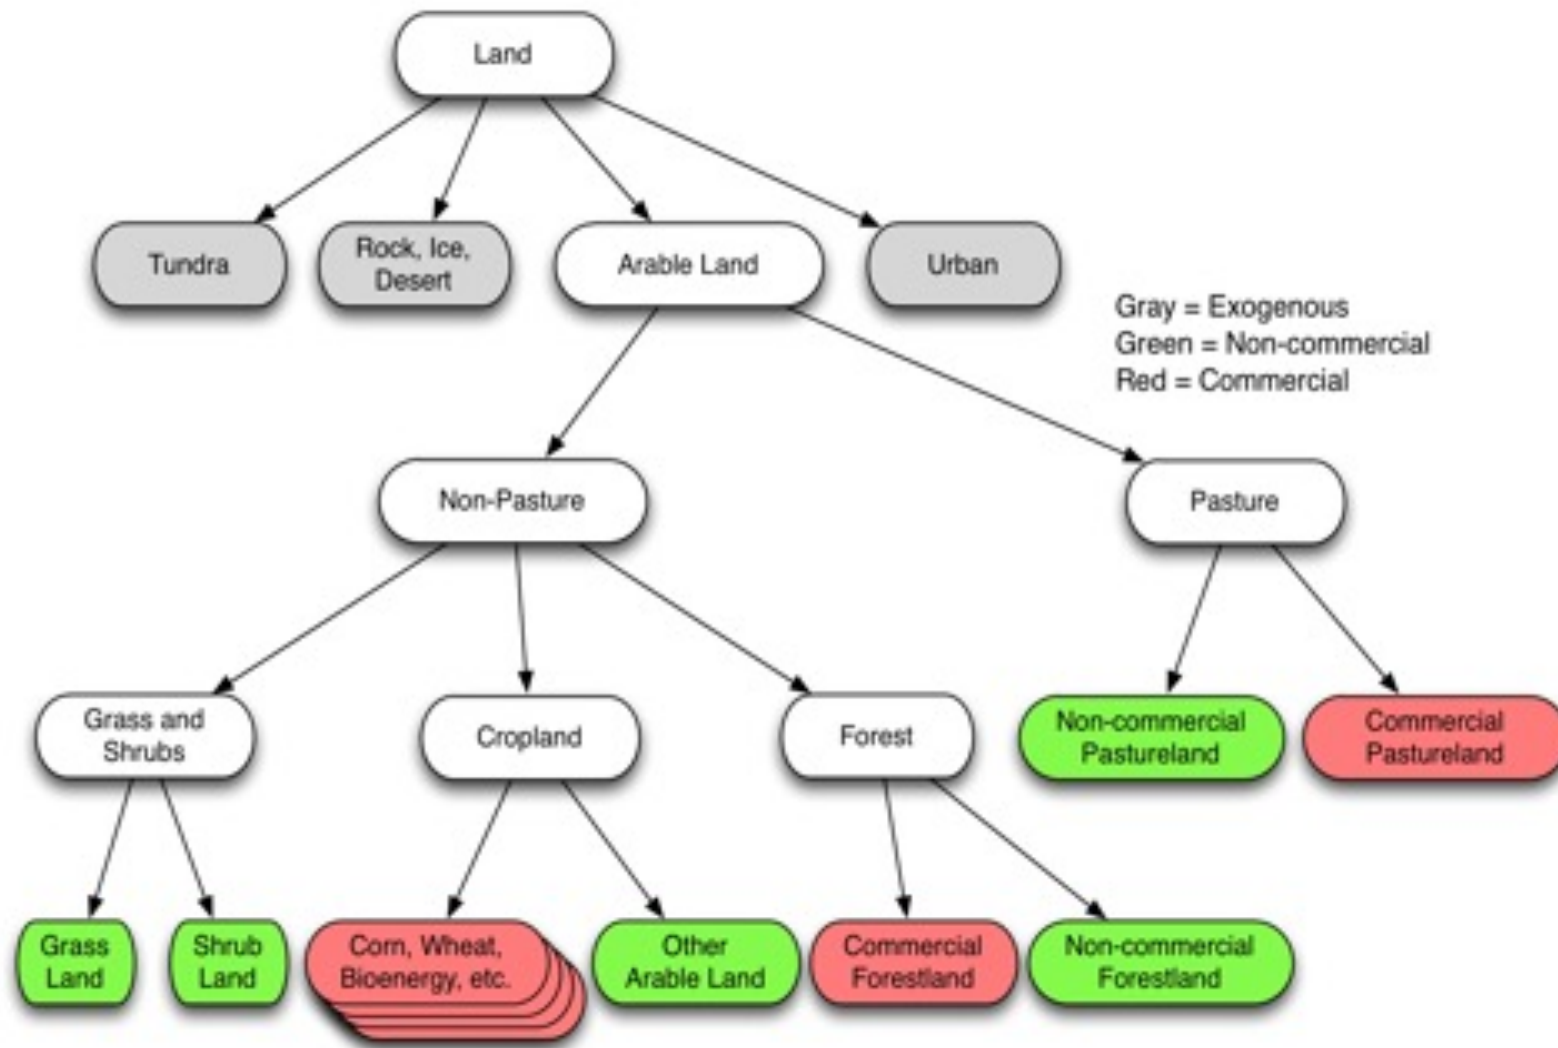 Land
Tundra
Rock, Ice,
Desert
Arable Land
Urban
Gray = Exogenous
Green = Non-commercial
Red = Commercial
Non-Pasture
Pasture
Grass and
Shrubs
Cropland
Forest
Non-commercial
Pastureland
Commercial
Pastureland
Grass
Land
Shrub
Land
Corn, Wheat,
Bioenergy, etc.
Other
Arable Land
Commercial
Forestland
Non-commercial
Forestland